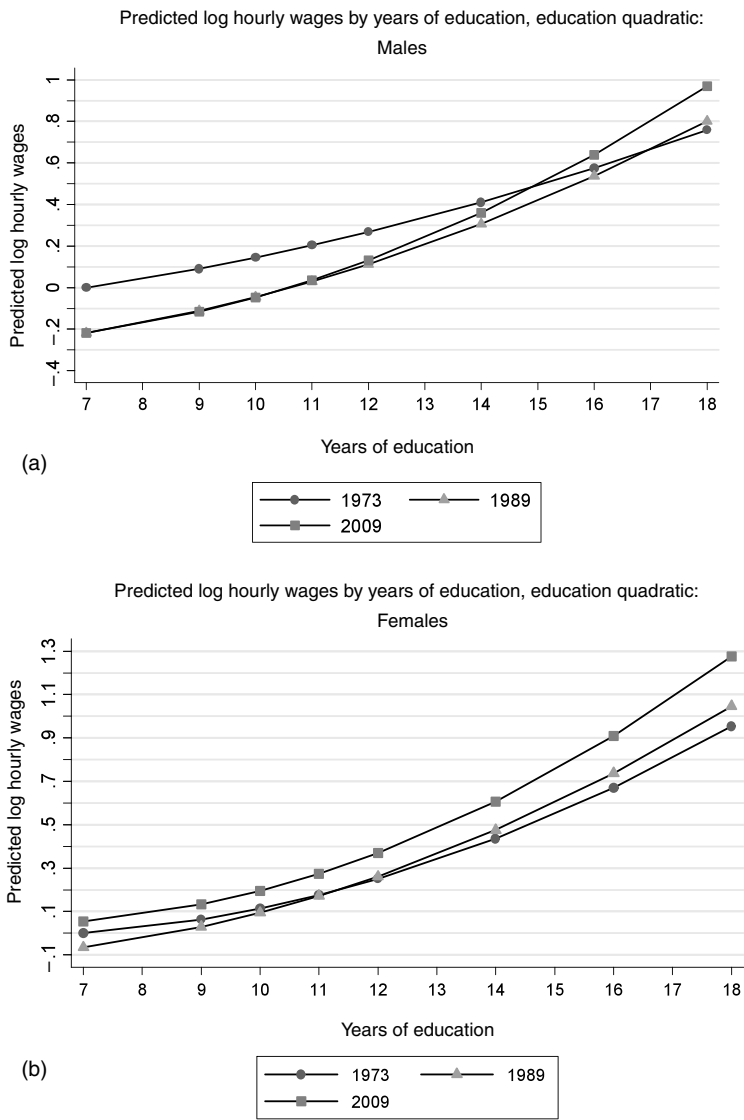 Predicted log hourly wages by years of education, education quadratic:
Males
Predicted log hourly wages
1
.8
.6
.4
.2
0
−.2
−.4
7 8 9 10 11 12 13 14 15 16 17 18
Years of education
(a)
1973 1989
2009
Predicted log hourly wages by years of education, education quadratic:
Females
Predicted log hourly wages
1.3
1.1
.9
.7
.5
.3
.1
−.1
7 8 9 10 11 12 13 14 15 16 17 18
Years of education
(b)
1973 1989
2009